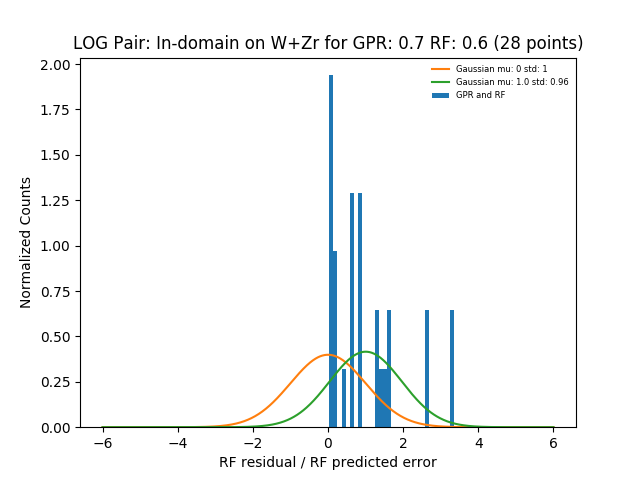 LOG Pair: In-domain on W+Zr for GPR: 0.7 RF: 0.6 (28 points)
Gaussian mu: 0 std: 1
Gaussian mu: 1.0 std: 0.96
GPR and RF
Normalized Counts
2.00
1.75
1.50
1.25
1.00
0.75
0.50
0.25
0.00
−6 −4 −2 0 2 4 6
RF residual / RF predicted error